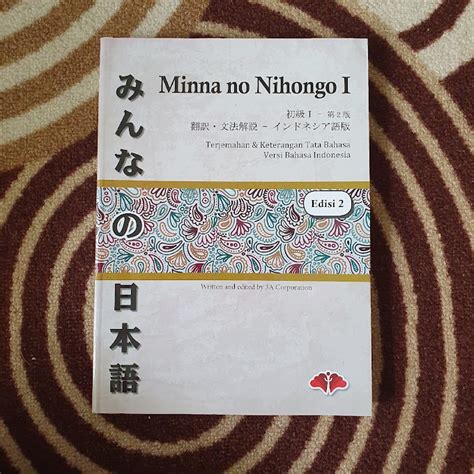 みんなの日本語
Minna no Nihongo I
初級 I - 第2版
翻訳・文法解説 - インドネシア語版
Terjemahan & Keterangan Tata Bahasa
Versi Bahasa Indonesia
Edisi 2
Written and edited by 3A Corporation